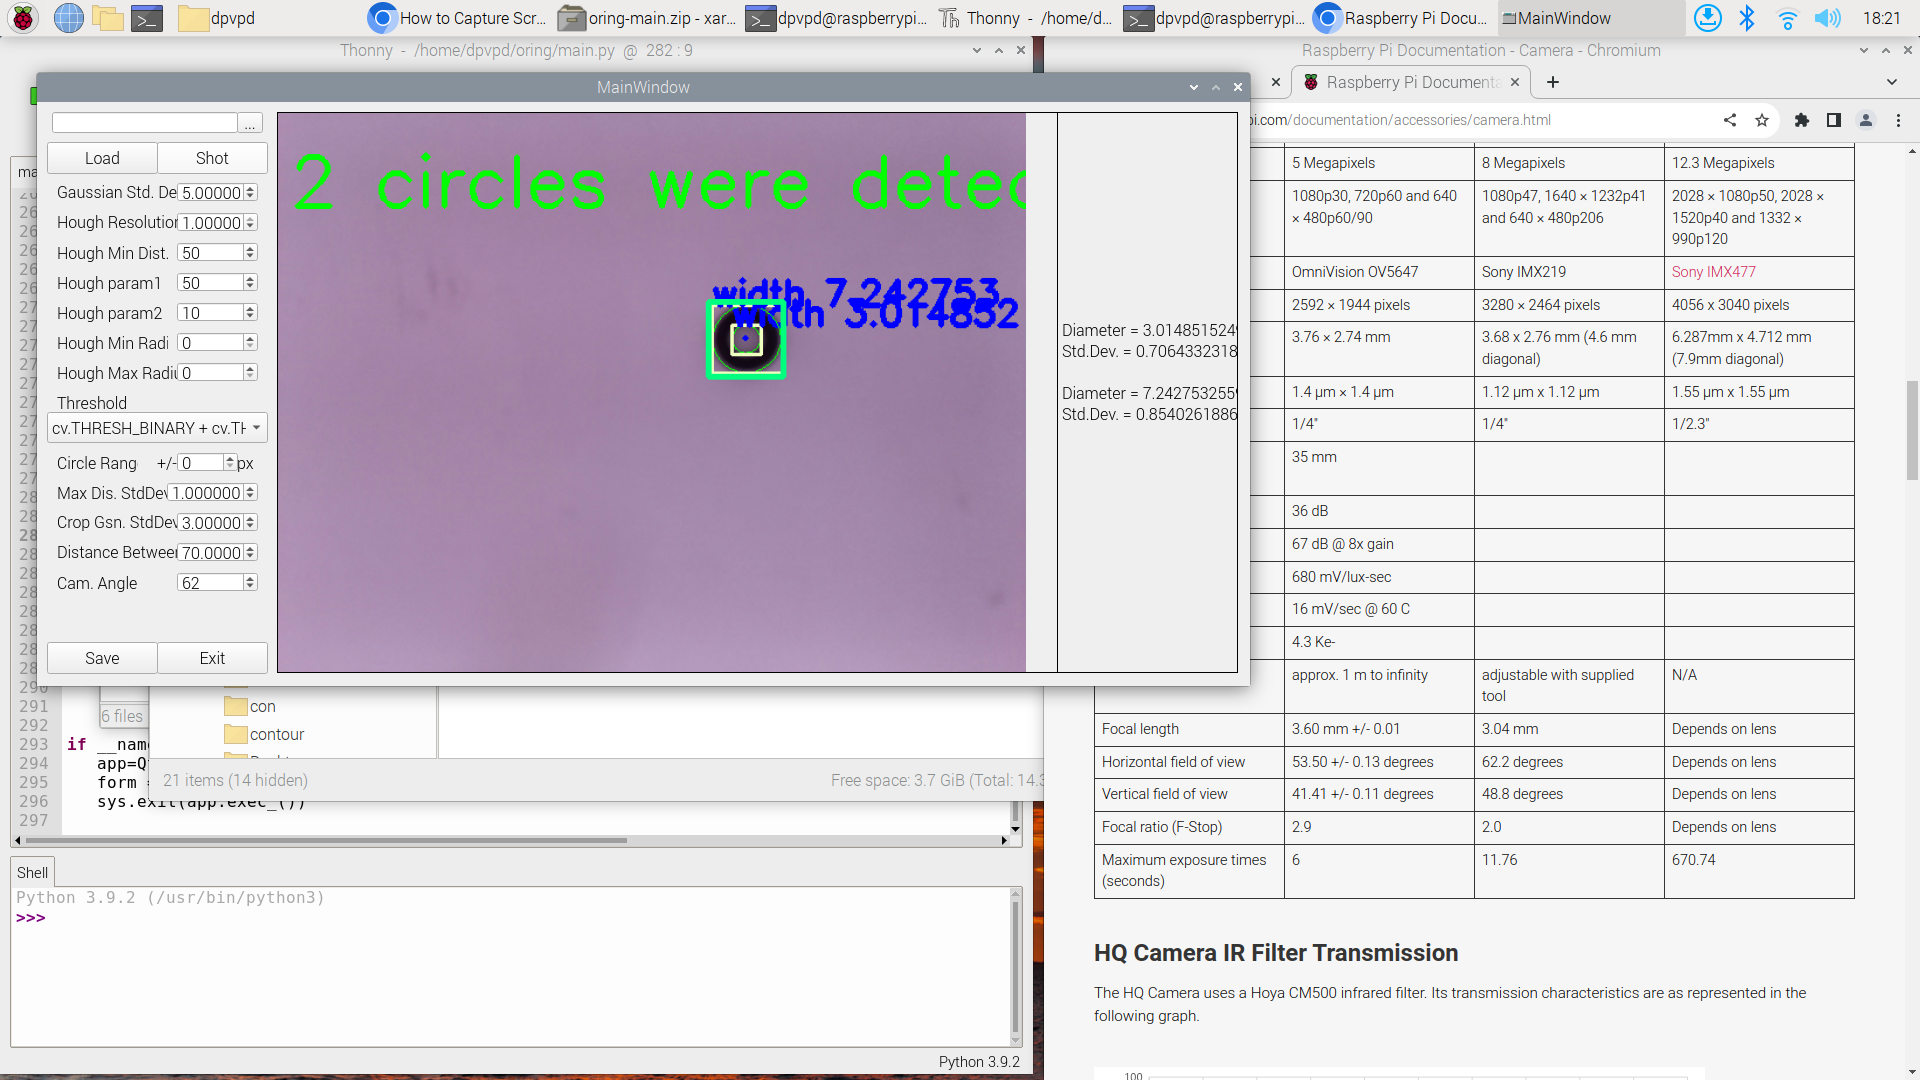 dpvpd
How to Capture Scr...
oring-main.zip - xar...
dpvpd@raspberrypi...
Thonny - /home/d...
dpvpd@raspberrypi...
Raspberry Pi Docu...
MainWindow
18:21
Thonny - /home/dpvpd/oring/main.py @ 282 : 9
Raspberry Pi Documentation - Camera - Chromium
MainWindow
Raspberry Pi Documenta
pi.com/documentation/accessories/camera.html
...
Load
Shot
Gaussian Std. De 5.00000
Hough Resolution 1.00000
Hough Min Dist. 50
Hough param1 50
Hough param2 10
Hough Min Radi 0
Hough Max Radiu 0
Threshold
cv.THRESH_BINARY + cv.TH
Circle Rang +/- 0 px
Max Dis. StdDev 1.000000
Crop Gsn. StdDev 3.00000
Distance Between 70.0000
Cam. Angle 62
Save
Exit
2 circles were detec
width 7.242753
width 3.014852
Diameter = 3.014851524
Std.Dev. = 0.7064332318
Diameter = 7.242753255
Std.Dev. = 0.8540261886
5 Megapixels
8 Megapixels
12.3 Megapixels
1080p30, 720p60 and 640 × 480p60/90
1080p47, 1640 × 1232p41 and 640 × 480p206
2028 × 1080p50, 2028 × 1520p40 and 1332 × 990p120
OmniVision OV5647
Sony IMX219
Sony IMX477
2592 × 1944 pixels
3280 × 2464 pixels
4056 x 3040 pixels
3.76 × 2.74 mm
3.68 x 2.76 mm (4.6 mm diagonal)
6.287mm x 4.712 mm (7.9mm diagonal)
1.4 µm × 1.4 µm
1.12 µm x 1.12 µm
1.55 µm x 1.55 µm
1/4"
1/4"
1/2.3"
35 mm
36 dB
67 dB @ 8x gain
680 mV/lux-sec
16 mV/sec @ 60 C
4.3 Ke-
approx. 1 m to infinity
adjustable with supplied tool
N/A
Focal length
3.60 mm +/- 0.01
3.04 mm
Depends on lens
Horizontal field of view
53.50 +/- 0.13 degrees
62.2 degrees
Depends on lens
Vertical field of view
41.41 +/- 0.11 degrees
48.8 degrees
Depends on lens
Focal ratio (F-Stop)
2.9
2.0
Depends on lens
Maximum exposure times (seconds)
6
11.76
670.74
HQ Camera IR Filter Transmission
The HQ Camera uses a Hoya CM500 infrared filter. Its transmission characteristics are as represented in the
following graph.
100
290
291
292
293 if __nam
294 app=Q
295 form =
296 sys.exit(app.exec_())
297
6 files
con
contour
21 items (14 hidden)
Free space: 3.7 GiB (Total: 14.3
Shell
Python 3.9.2 (/usr/bin/python3)
>>>
Python 3.9.2